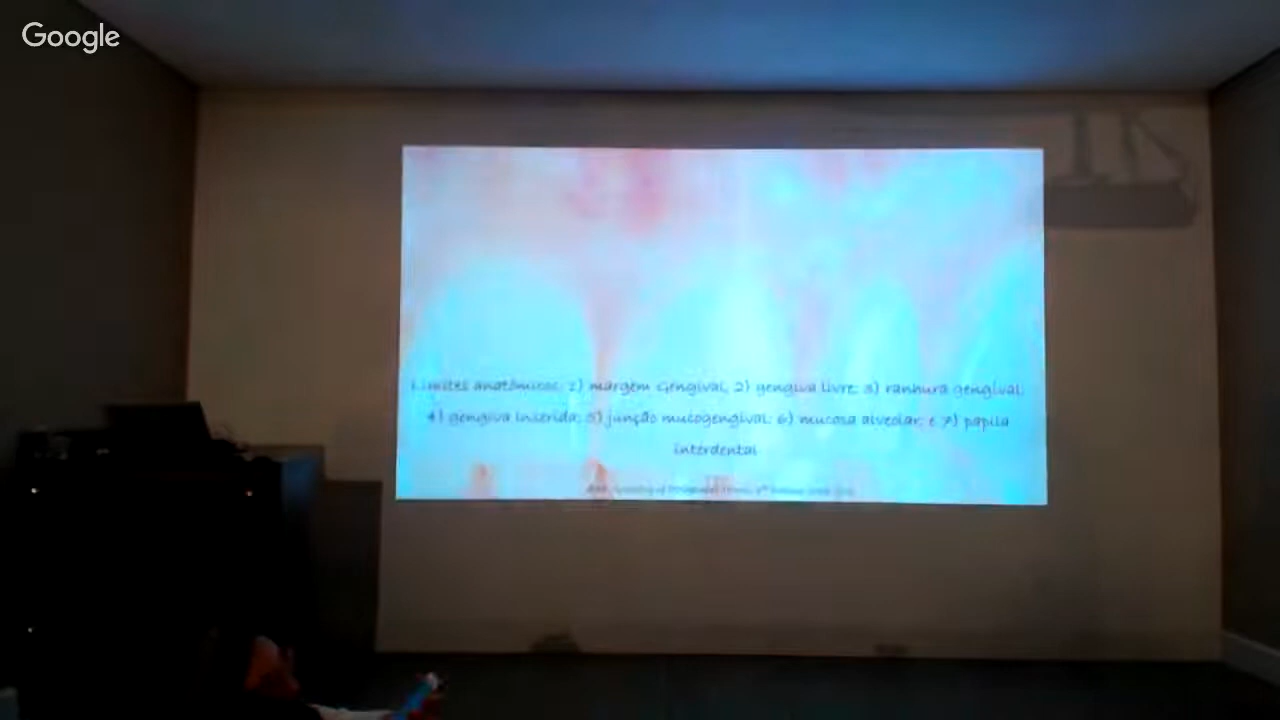 Google
Limites anatômicos: 1) margem Gengival; 2) gengiva livre; 3) ranhura gengival;
4) gengiva inserida; 5) junção mucogengival; 6) mucosa alveolar; e 7) papila
interdental